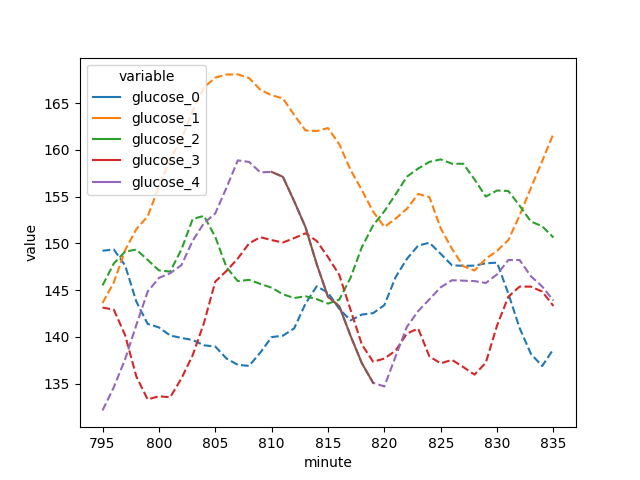 variable
glucose_0
glucose_1
glucose_2
glucose_3
glucose_4
165
160
155
150
145
140
135
value
795 800 805 810 815 820 825 830 835
minute